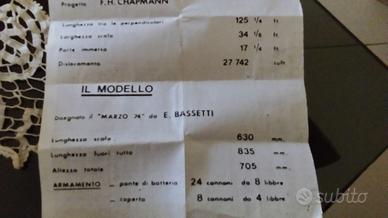 Progetto F. H. CHAPMANN
Lunghezza tra le perpendicolari 125 1/4 ft.
Larghezza scafo 34 1/6 ft.
Parte immersa 17 1/4 ft.
Dislocamento 27 742 cuft
IL MODELLO
Disegnato il "MARZO 74" da E. BASSETTI
Lunghezza scafo 630 mm.
Lunghezza fuori tutto 835 mm.
Altezza totale 705 mm.
ARMAMENTO - ponte di batteria 24 cannoni da 8 libbre
- coperta 8 cannoni da 4 libbre
subito